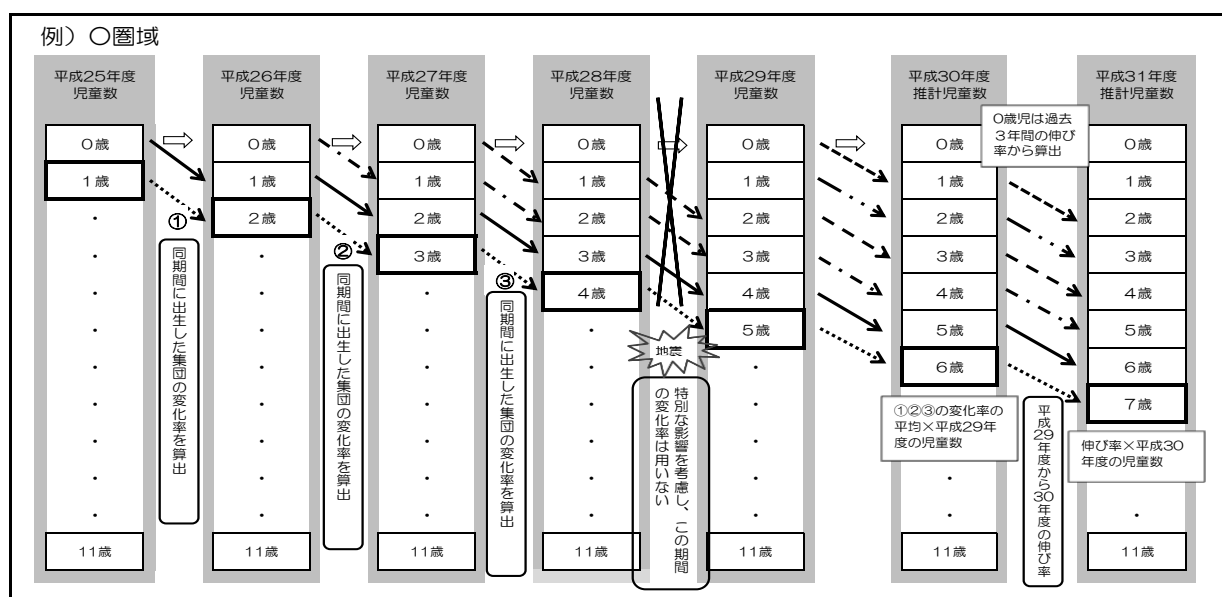 例）○圏域
平成25年度
児童数
0歳
1歳
・
・
・
・
・
・
・
・
・
11歳
①
同期間に出生した集団の変化率を算出
平成26年度
児童数
0歳
1歳
2歳
・
・
・
・
・
・
・
・
11歳
②
同期間に出生した集団の変化率を算出
平成27年度
児童数
0歳
1歳
2歳
3歳
・
・
・
・
・
・
・
11歳
③
同期間に出生した集団の変化率を算出
平成28年度
児童数
0歳
1歳
2歳
3歳
4歳
・
・
・
・
・
・
11歳
地震
特別な影響を考慮し、この期間
の変化率は用いない
平成29年度
児童数
0歳
1歳
2歳
3歳
4歳
5歳
・
・
・
・
・
11歳
平成30年度
推計児童数
0歳
1歳
2歳
3歳
4歳
5歳
6歳
①②③の変化率の
平均×平成29年
度の児童数
・
・
11歳
0歳児は過去
3年間の伸び
率から算出
平成29年度から30年度の伸び率
平成31年度
推計児童数
0歳
1歳
2歳
3歳
4歳
5歳
6歳
7歳
伸び率×平成30
年度の児童数
・
11歳